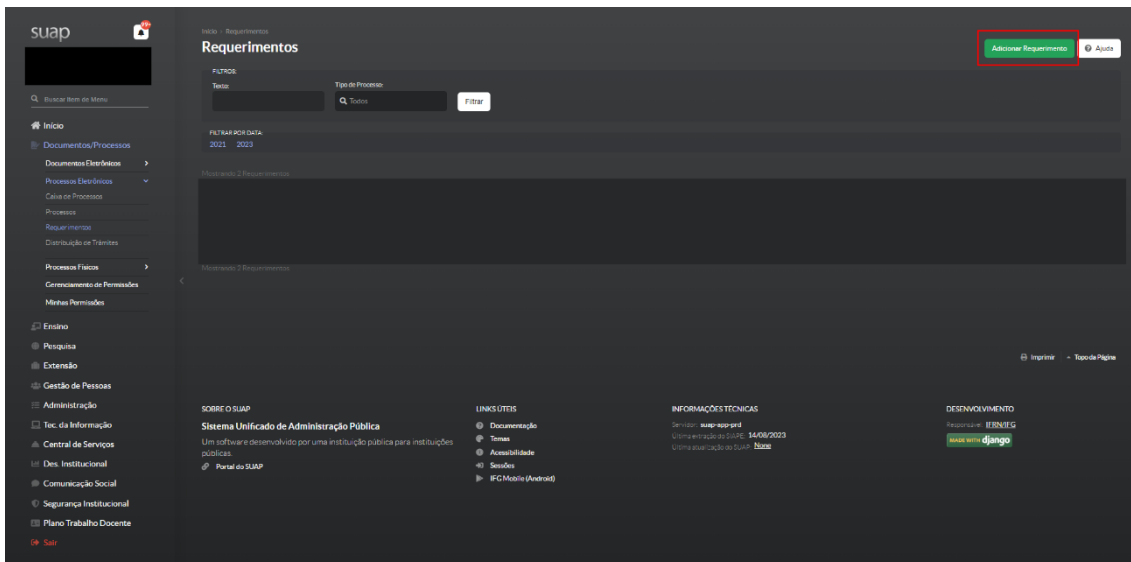 suap
99+
Buscar Item de Menu
Início
Documentos/Processos
Documentos Eletrônicos
Processos Eletrônicos
Caixa de Processos
Processos
Requerimentos
Distribuição de Trâmites
Processos Físicos
Gerenciamento de Permissões
Minhas Permissões
Ensino
Pesquisa
Extensão
Gestão de Pessoas
Administração
Tec. da Informação
Central de Serviços
Des. Institucional
Comunicação Social
Segurança Institucional
Plano Trabalho Docente
Sair
Início > Requerimentos
Requerimentos
Adicionar Requerimento
Ajuda
FILTROS:
Texto:
Tipo de Processo:
Todos
Filtrar
FILTRAR POR DATA:
2021 2023
Mostrando 2 Requerimentos
Mostrando 2 Requerimentos
Imprimir
Topo da Página
SOBRE O SUAP
Sistema Unificado de Administração Pública
Um software desenvolvido por uma instituição pública para instituições
públicas.
Portal do SUAP
LINKS ÚTEIS
Documentação
Temas
Acessibilidade
Sessões
IFG Mobile (Android)
INFORMAÇÕES TÉCNICAS
Servidor: suap-app-prd
Última extração do SIAPE: 14/08/2023
Última atualização do SUAP: None
DESENVOLVIMENTO
Responsável: IFRN/IFG
MADE WITH django